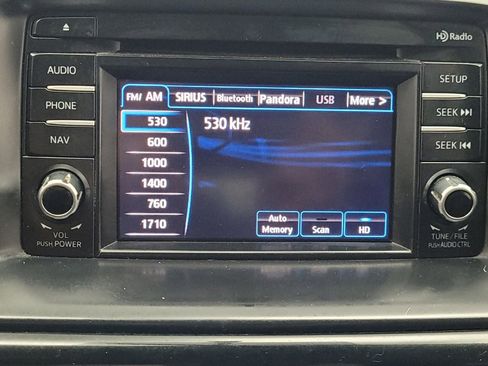 HD Radio
AUDIO
PHONE
NAV
VOL
PUSH POWER
FM/ AM SIRIUS Bluetooth Pandora USB More >
530
600
1000
1400
760
1710
530 kHz
Auto
Memory
Scan
HD
SETUP
SEEK
SEEK
TUNE/FILE
PUSH AUDIO CTRL